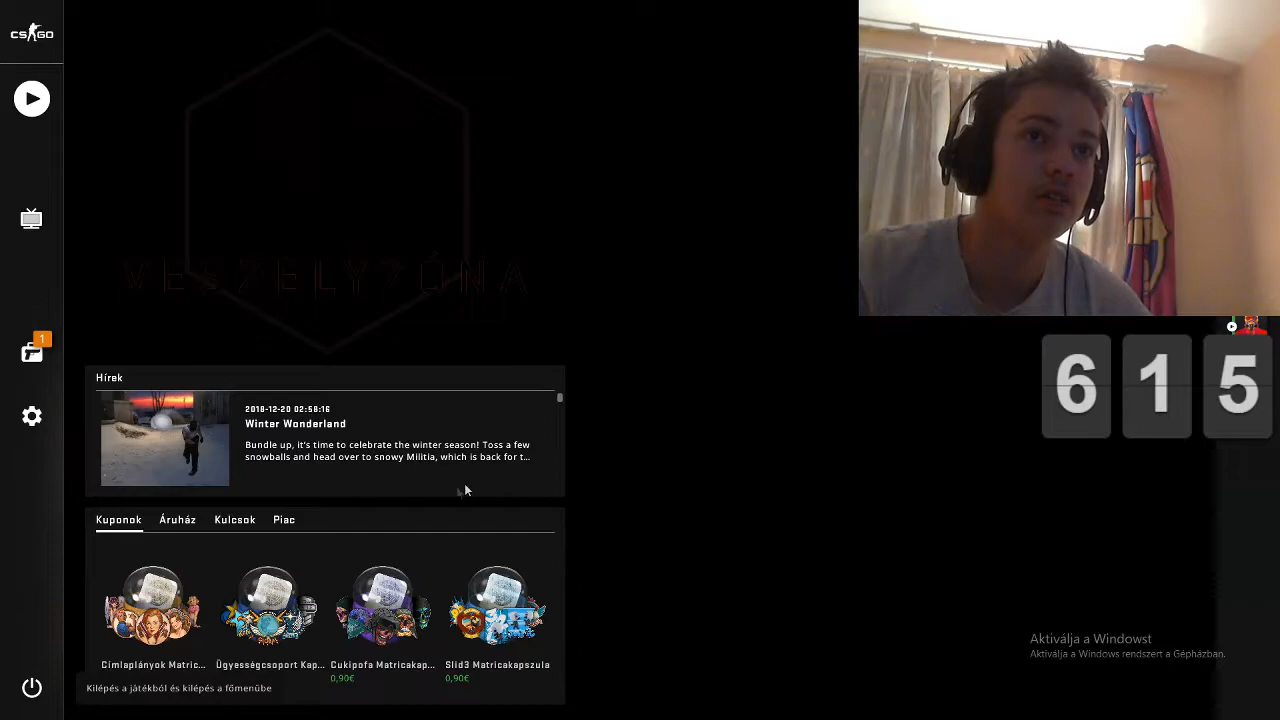 CS GO
VESZÉLYZÓNA
1
Hírek
2018-12-20 02:58:16
Winter Wonderland
Bundle up, it's time to celebrate the winter season! Toss a few
snowballs and head over to snowy Militia, which is back for t...
6 1 5
Kuponok Áruház Kulcsok Piac
Címlaplányok Matric... Ügyességcsoport Kap... Cukipofa Matricakap... Slid3 Matricakapszula
0,90€ 0,90€
Kilépés a játékból és kilépés a főmenübe
Aktiválja a Windowst
Aktiválja a Windows rendszert a Gépházban.